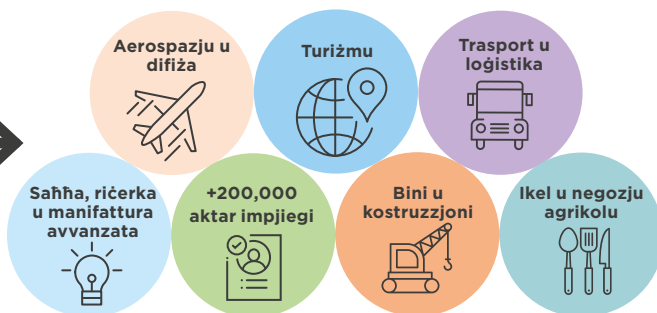 Aerospazju u
difiża
Turiżmu
Trasport u
loġistika
Saħħa, riċerka
u manifattura
avvanzata
+200,000
aktar impjiegi
Bini u
kostruzzjoni
Ikel u negozju
agrikolu